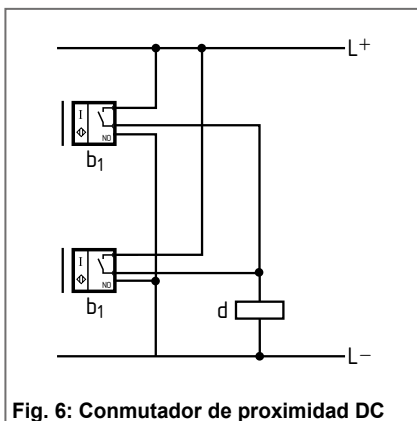 L+
I
NO
b1
I
NO
b1
d
L−
Fig. 6: Conmutador de proximidad DC